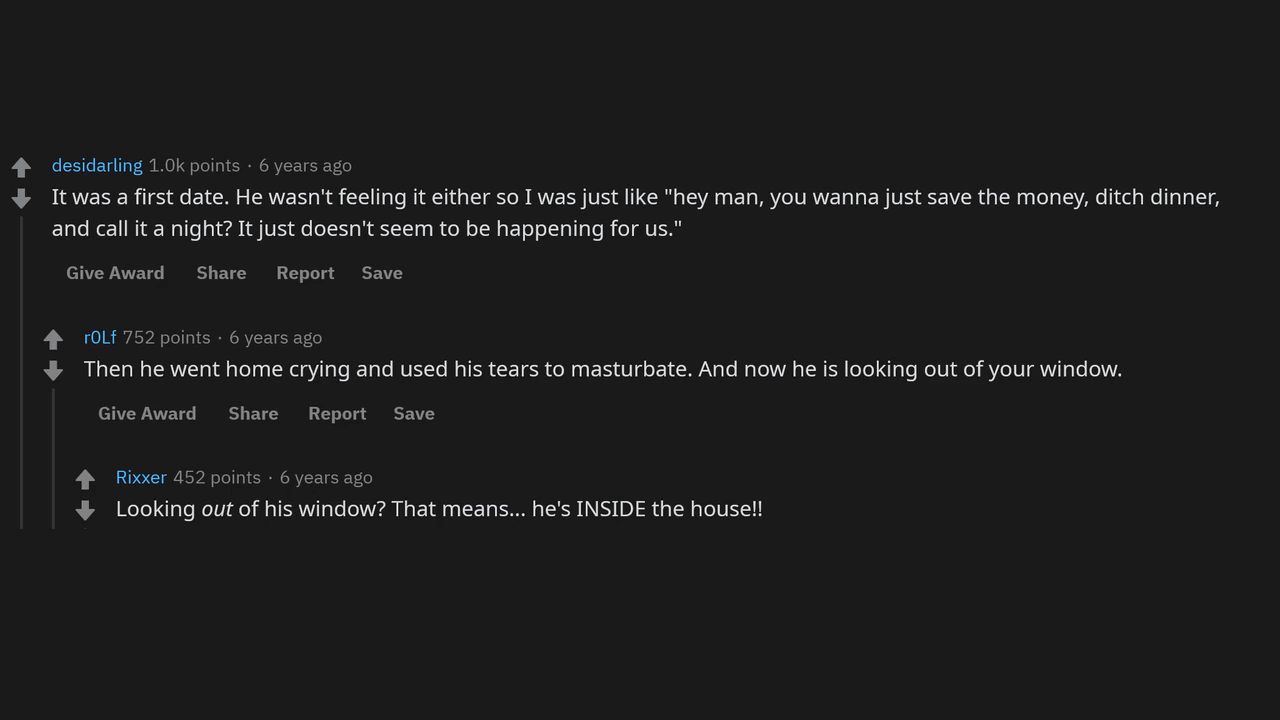 desidarling 1.0k points · 6 years ago
It was a first date. He wasn't feeling it either so I was just like "hey man, you wanna just save the money, ditch dinner,
and call it a night? It just doesn't seem to be happening for us."
Give Award Share Report Save
r0Lf 752 points · 6 years ago
Then he went home crying and used his tears to masturbate. And now he is looking out of your window.
Give Award Share Report Save
Rixxer 452 points · 6 years ago
Looking out of his window? That means... he's INSIDE the house!!